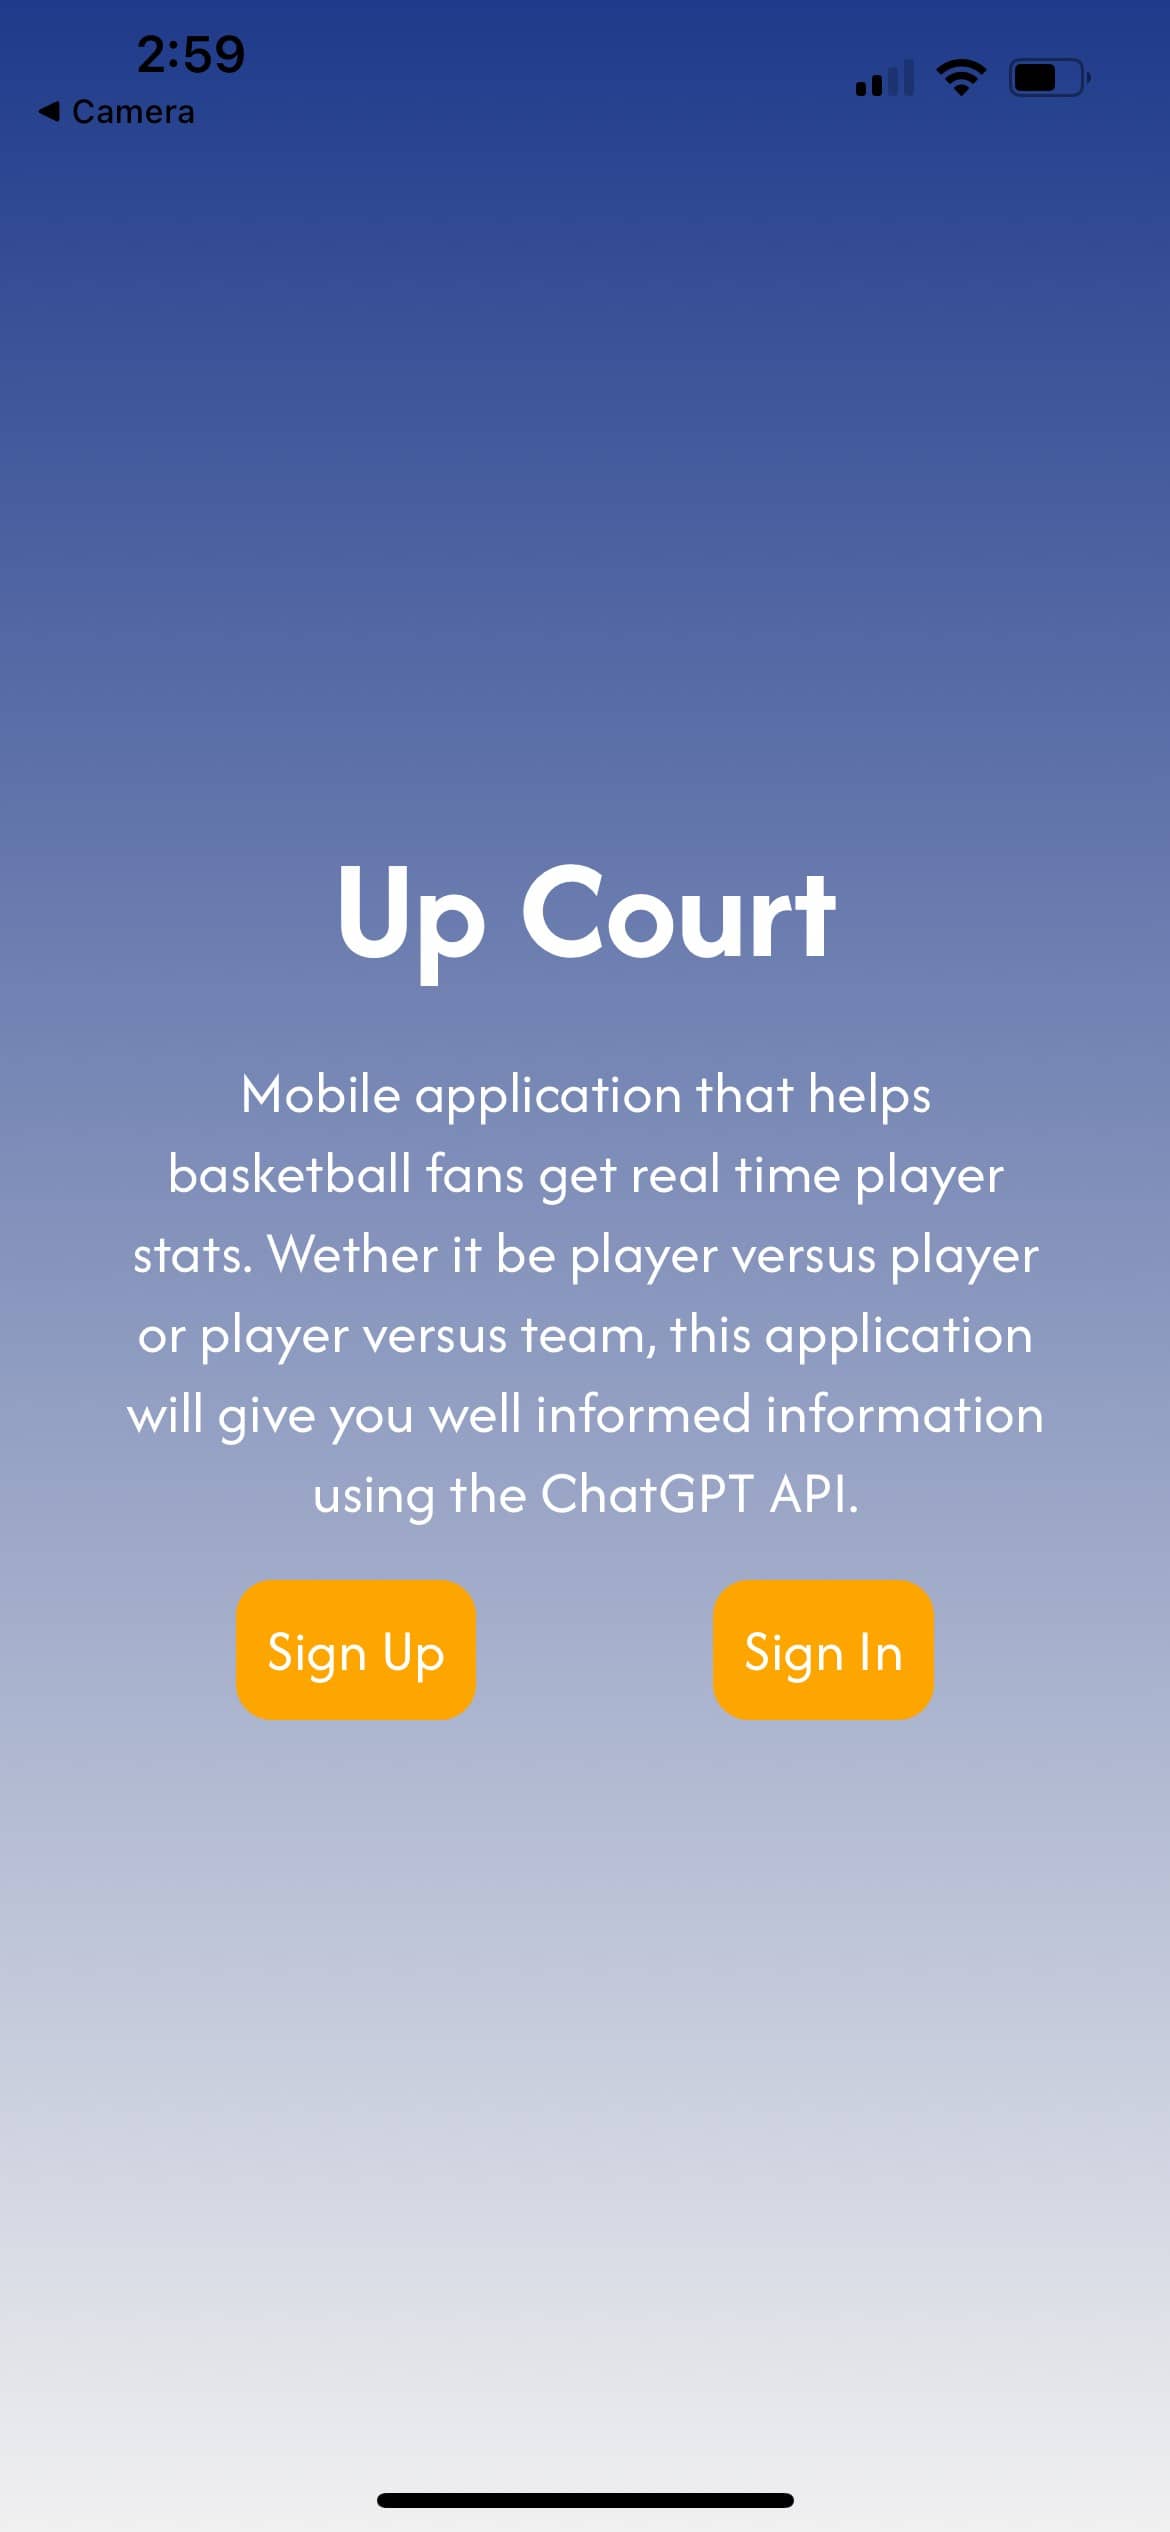 2:59
◀ Camera
Up Court
Mobile application that helps
basketball fans get real time player
stats. Wether it be player versus player
or player versus team, this application
will give you well informed information
using the ChatGPT API.
Sign Up
Sign In